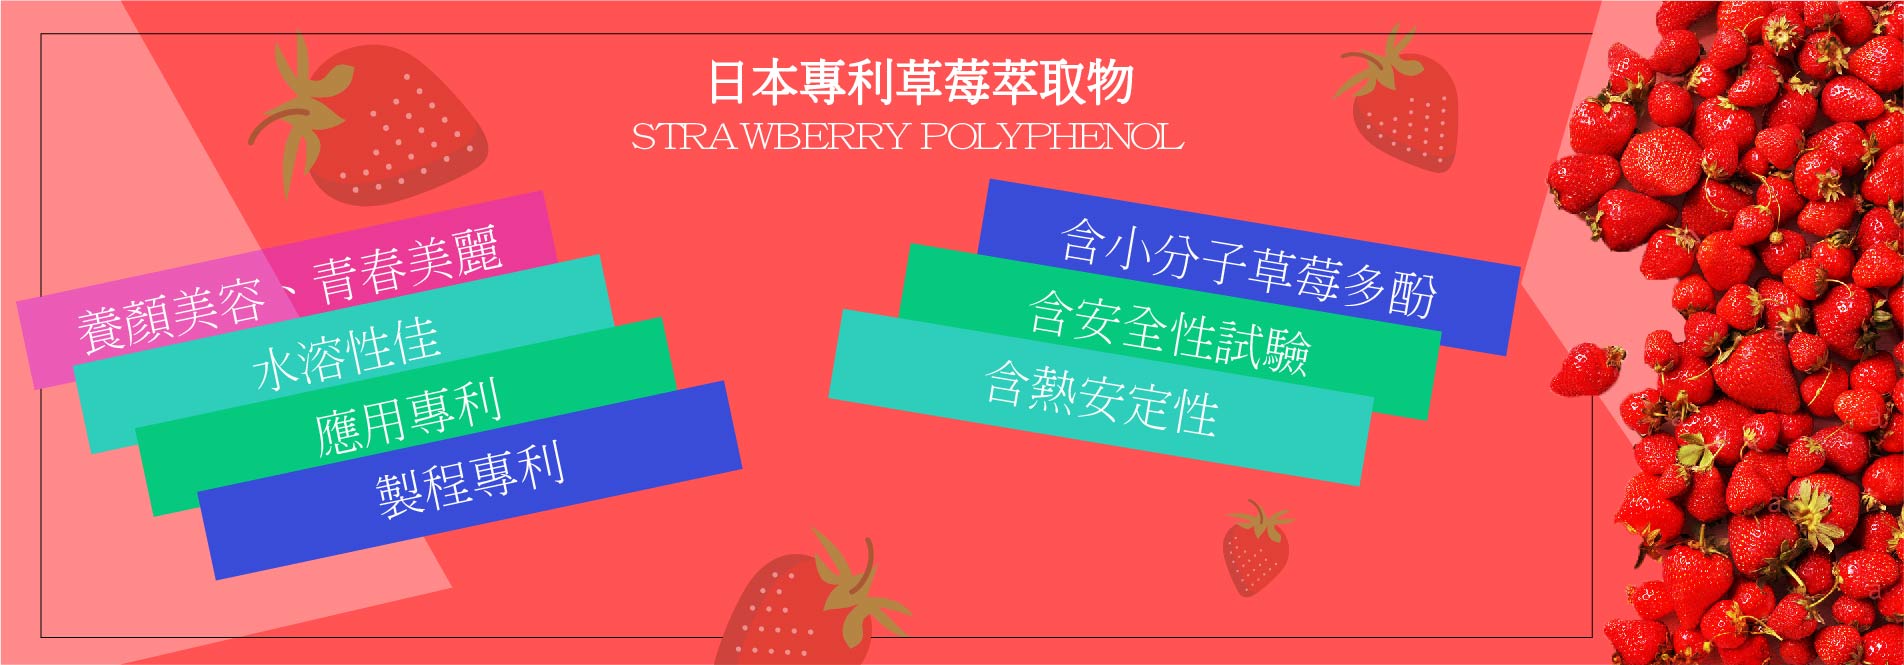 日本專利草莓萃取物
STRAWBERRY POLYPHENOL
養顏美容、青春美麗
水溶性佳
應用專利
製程專利
含小分子草莓多酚
含安全性試驗
含熱安定性